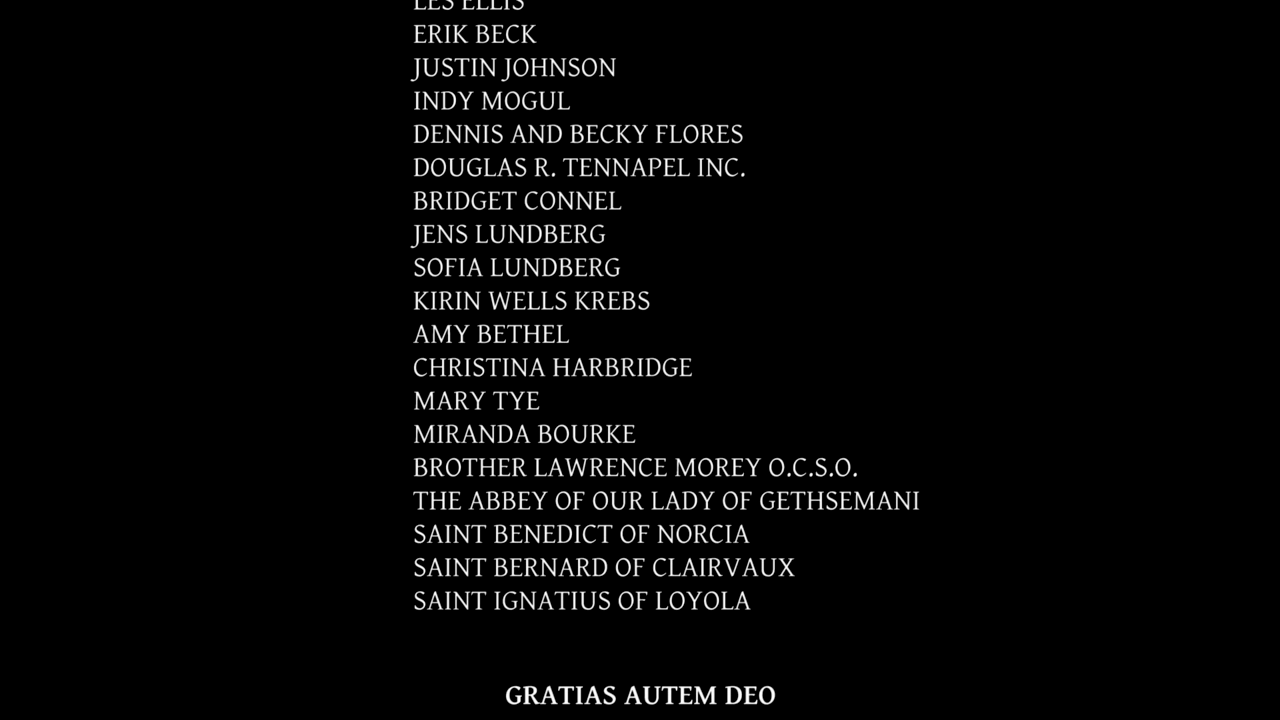 LES ELLIS
ERIK BECK
JUSTIN JOHNSON
INDY MOGUL
DENNIS AND BECKY FLORES
DOUGLAS R. TENNAPEL INC.
BRIDGET CONNEL
JENS LUNDBERG
SOFIA LUNDBERG
KIRIN WELLS KREBS
AMY BETHEL
CHRISTINA HARBRIDGE
MARY TYE
MIRANDA BOURKE
BROTHER LAWRENCE MOREY O.C.S.O.
THE ABBEY OF OUR LADY OF GETHSEMANI
SAINT BENEDICT OF NORCIA
SAINT BERNARD OF CLAIRVAUX
SAINT IGNATIUS OF LOYOLA
GRATIAS AUTEM DEO